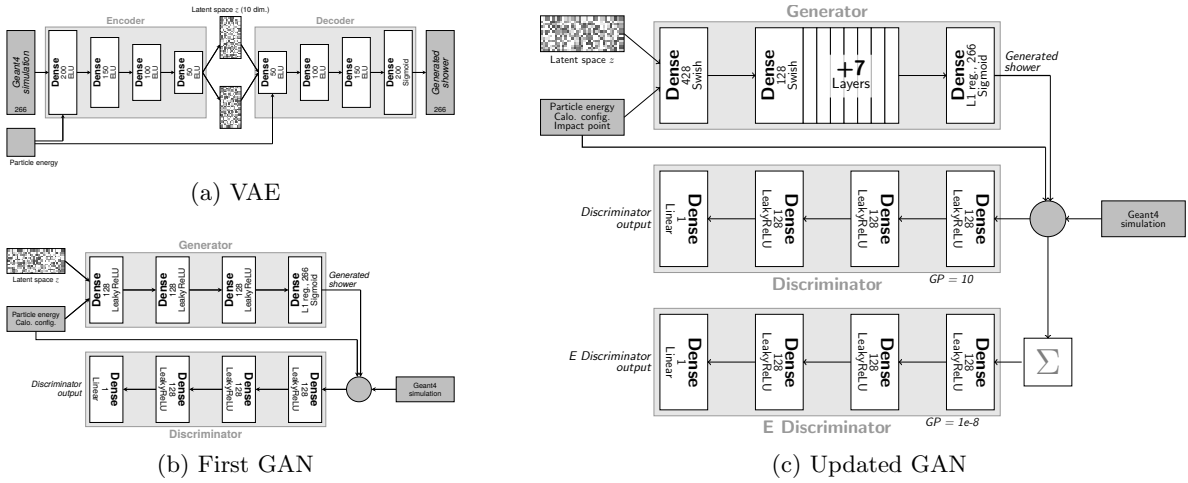 Encoder
Latent space z (10 dim.)
Decoder
Geant4
simulation
266
Dense
200
ELU
Dense
150
ELU
Dense
100
ELU
Dense
50
ELU
Dense
50
ELU
Dense
100
ELU
Dense
150
ELU
Dense
200
Sigmoid
Generated
shower
266
Particle energy
(a) VAE
Generator
Latent space z
Particle energy
Calo. config.
Dense
128
LeakyReLU
Dense
128
LeakyReLU
Dense
128
LeakyReLU
Dense
L1 reg., 266
Sigmoid
Generated
shower
Discriminator
output
Dense
1
Linear
Dense
128
LeakyReLU
Dense
128
LeakyReLU
Dense
128
LeakyReLU
Geant4
simulation
Discriminator
(b) First GAN
Generator
Latent space z
Particle energy
Calo. config.
Impact point
Dense
428
Swish
Dense
128
Swish
+7
Layers
Dense
L1 reg., 266
Sigmoid
Generated
shower
Discriminator
output
Dense
1
Linear
Dense
128
LeakyReLU
Dense
128
LeakyReLU
Dense
128
LeakyReLU
Geant4
simulation
Discriminator
GP = 10
E Discriminator
output
Dense
1
Linear
Dense
128
LeakyReLU
Dense
128
LeakyReLU
Dense
128
LeakyReLU
Σ
E Discriminator
GP = 1e-8
(c) Updated GAN